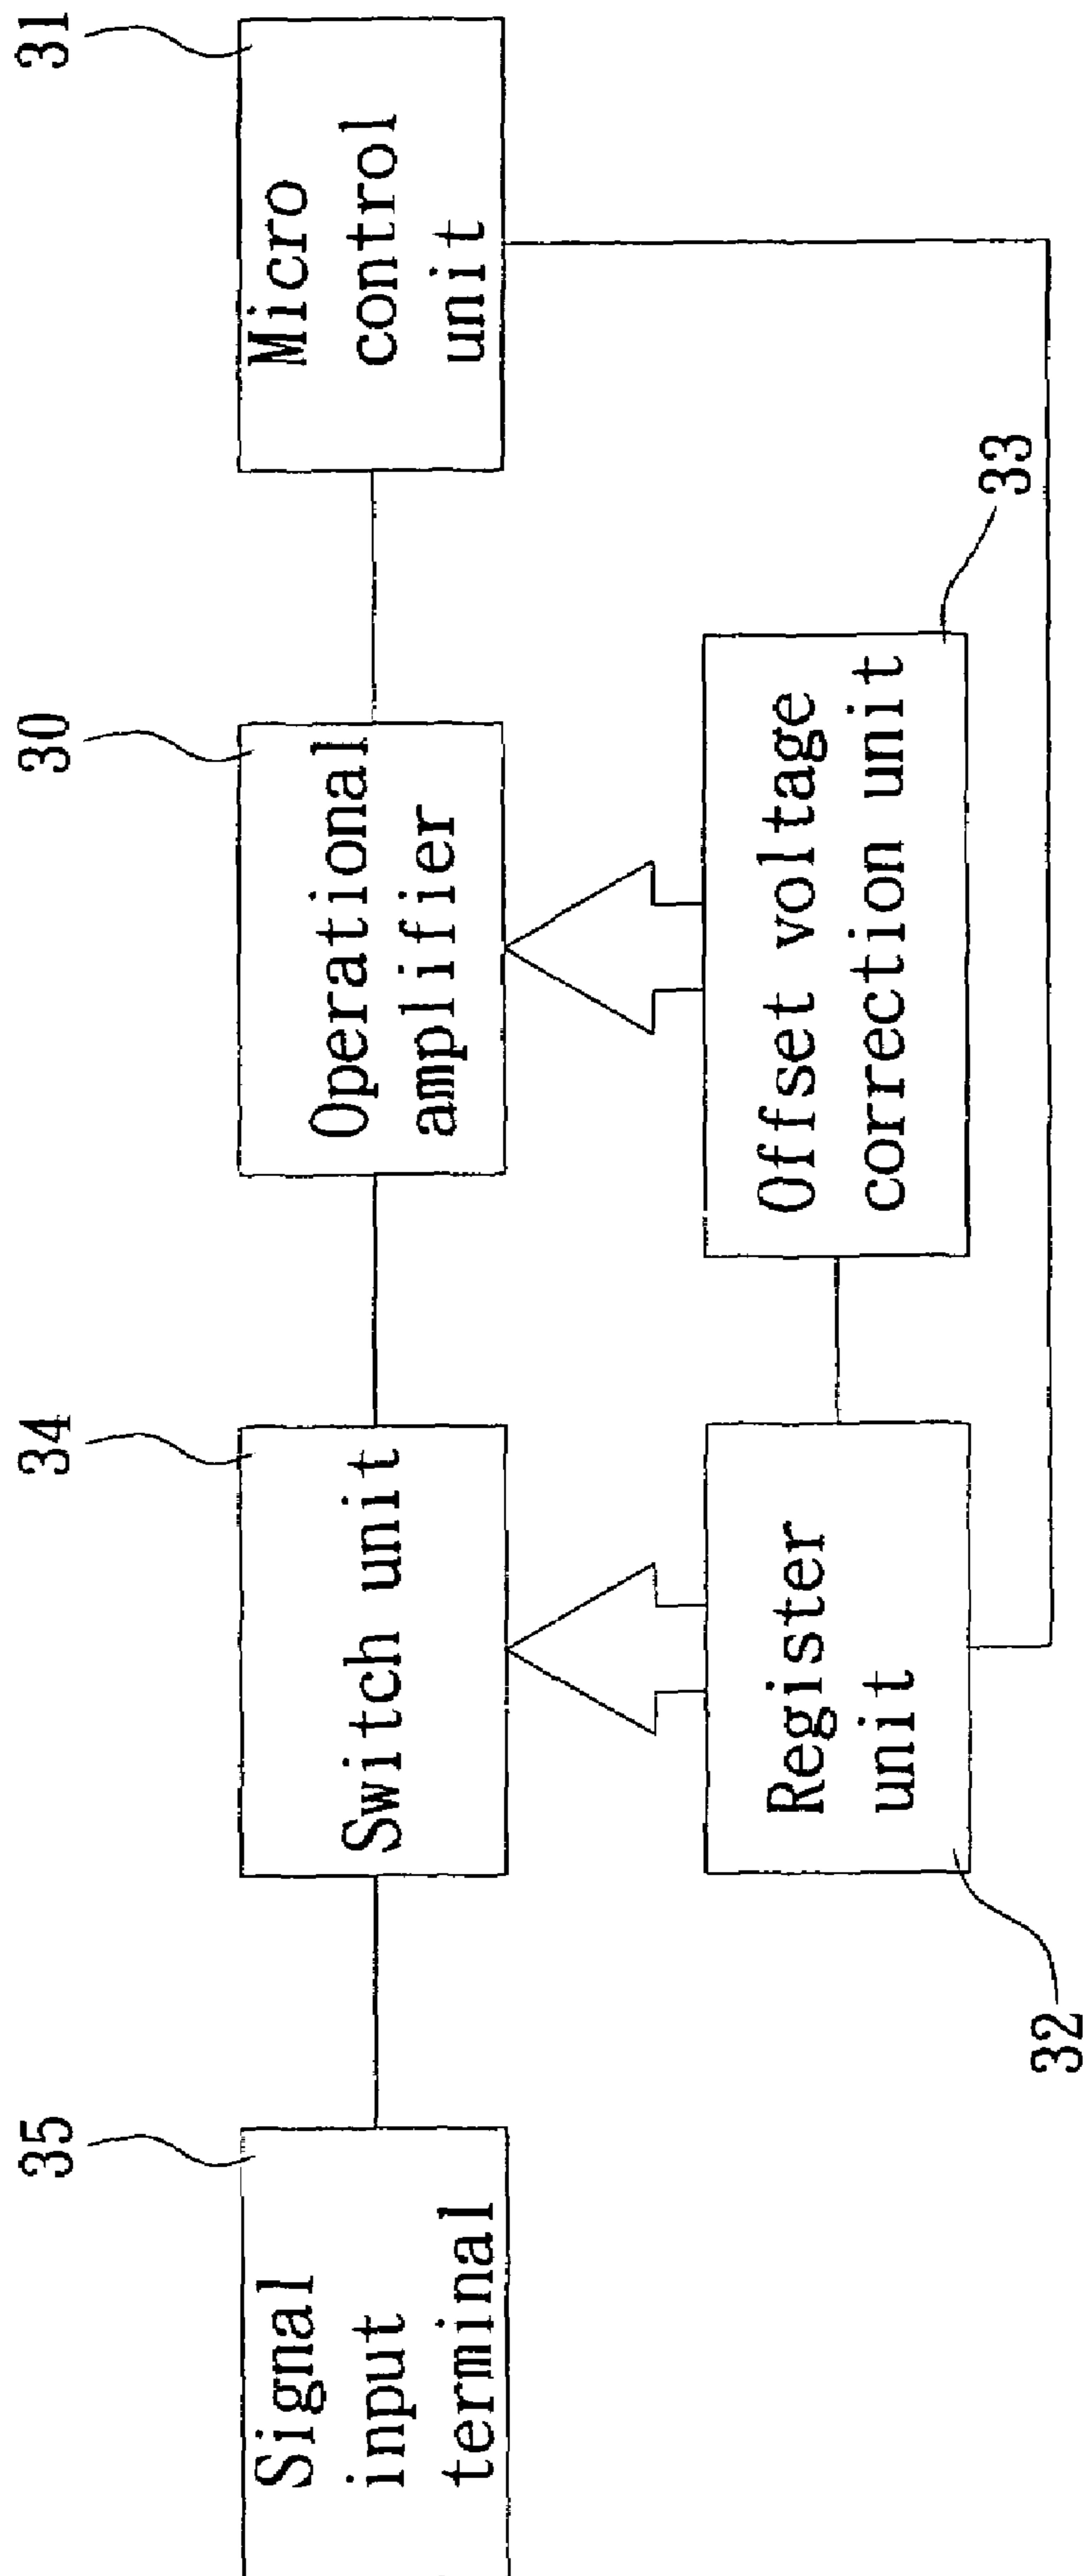 35
Signal
input
terminal
34
Switch unit
30
Operational
amplifier
31
Micro
control
unit
Register
unit
32
Offset voltage
correction unit
33